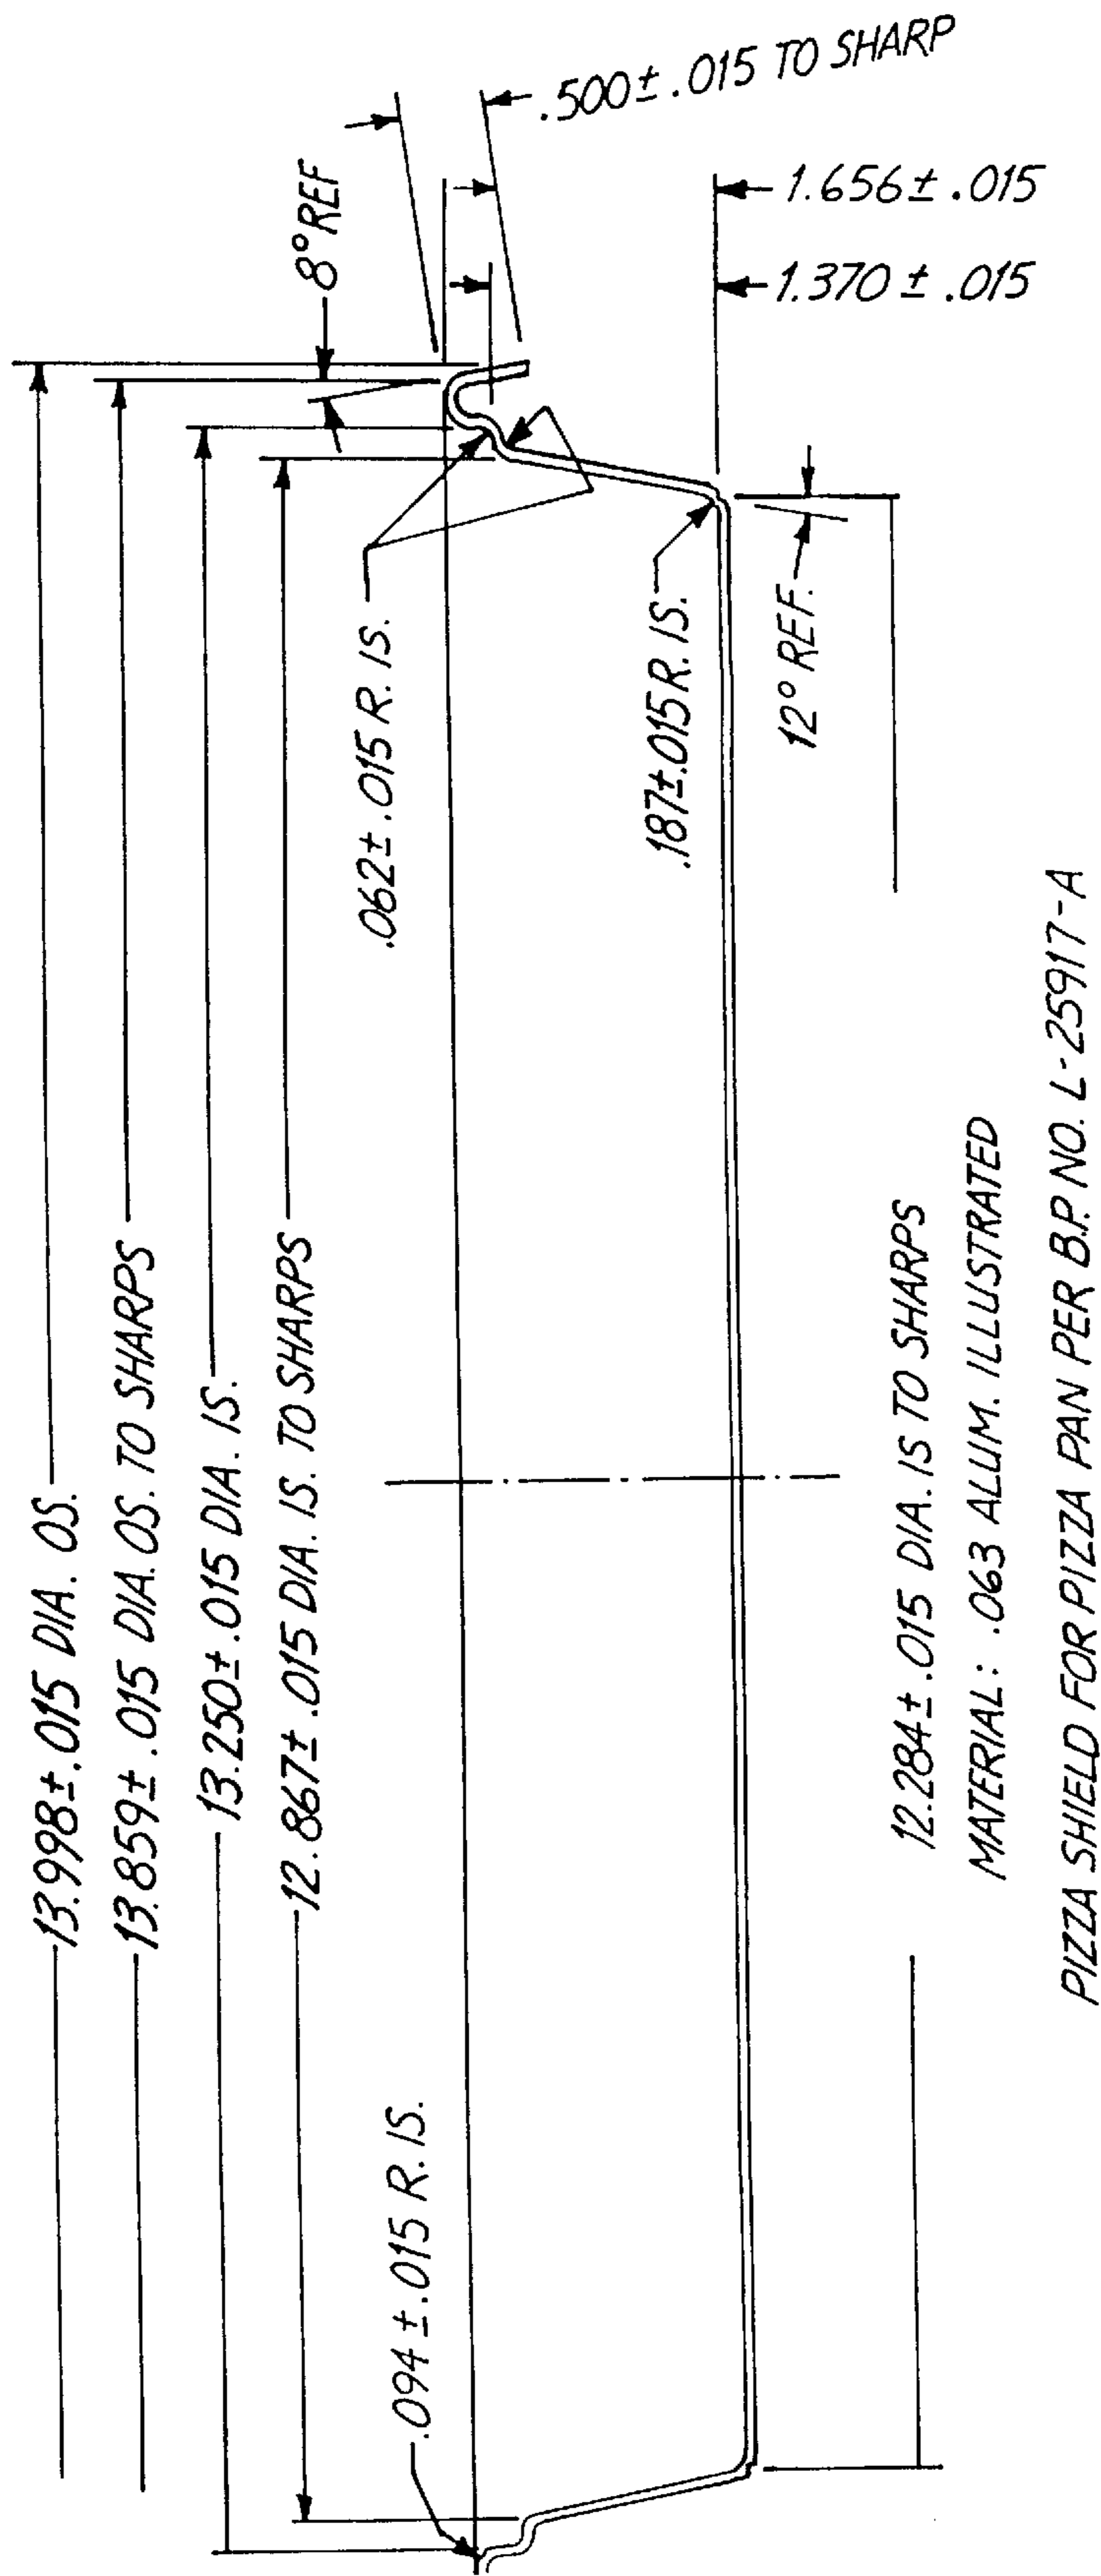 13.998±.015 DIA. OS.
13.859±.015 DIA. OS. TO SHARPS
13.250±.015 DIA. IS.
12.867±.015 DIA. IS. TO SHARPS
8° REF
.500±.015 TO SHARP
1.656±.015
1.370±.015
.062±.015 R. IS.
.187±.015 R. IS.
12° REF.
.094±.015 R. IS.
12.284±.015 DIA. IS TO SHARPS
MATERIAL: .063 ALUM. ILLUSTRATED
PIZZA SHIELD FOR PIZZA PAN PER B.P. NO. L-25917-A